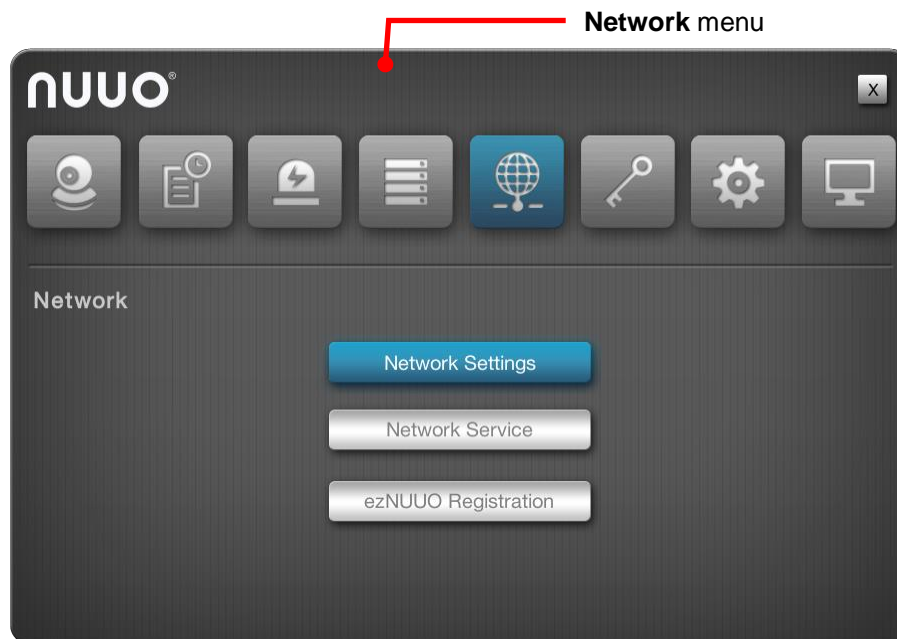 Network menu
nuuo®
X
Network
Network Settings
Network Service
ezNUUO Registration